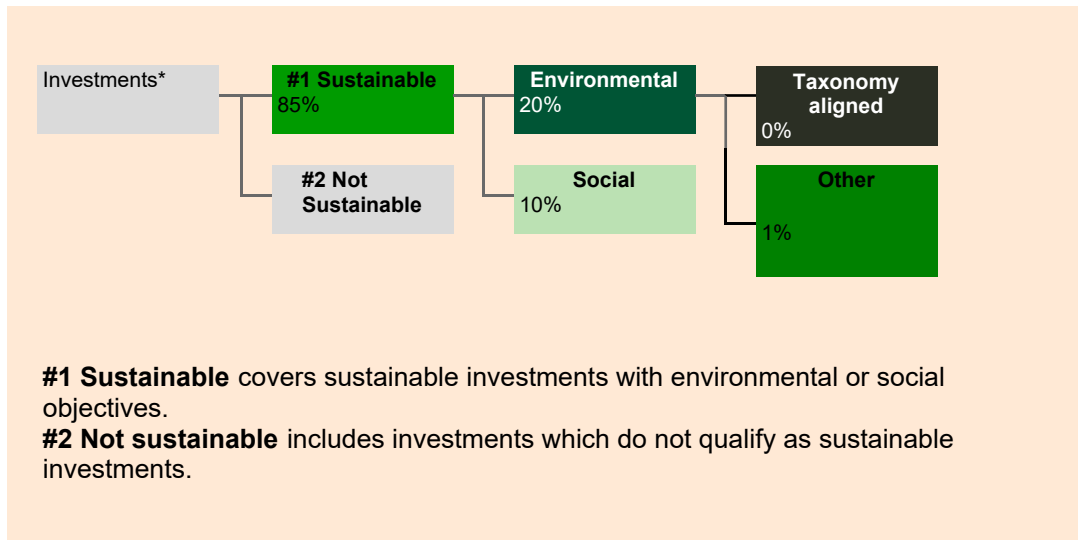 Investments*
#1 Sustainable
85%
#2 Not
Sustainable
Environmental
20%
Social
10%
Taxonomy
aligned
0%
Other
1%
#1 Sustainable covers sustainable investments with environmental or social
objectives.
#2 Not sustainable includes investments which do not qualify as sustainable
investments.